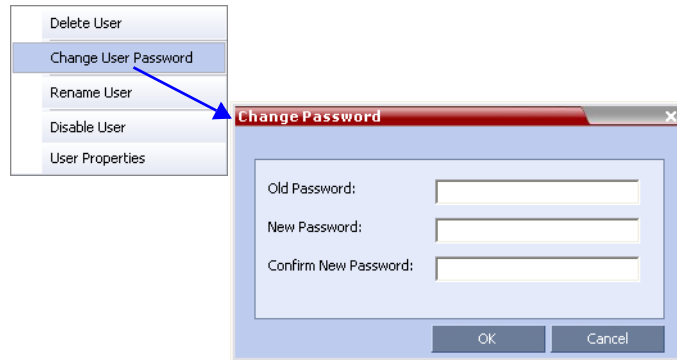 Delete User
Change User Password
Rename User
Disable User
User Properties
Change Password
Old Password:
New Password:
Confirm New Password:
OK Cancel